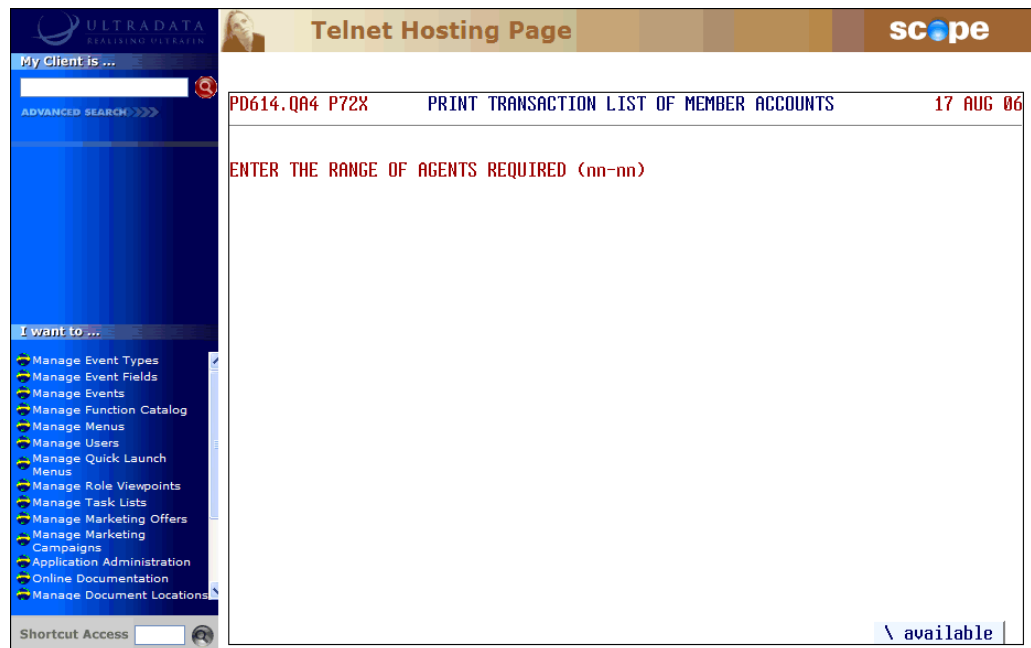 ULTRADATA
REALISING ULTRATIN
Telnet Hosting Page
scope
My Client is ...
ADVANCED SEARCH
PD614.QA4 P72X PRINT TRANSACTION LIST OF MEMBER ACCOUNTS 17 AUG 06
ENTER THE RANGE OF AGENTS REQUIRED (nn-nn)
I want to ...
Manage Event Types
Manage Event Fields
Manage Events
Manage Function Catalog
Manage Menus
Manage Users
Manage Quick Launch
Menus
Manage Role Viewpoints
Manage Task Lists
Manage Marketing Offers
Manage Marketing
Campaigns
Application Administration
Online Documentation
Manage Document Locations
Shortcut Access
\ available